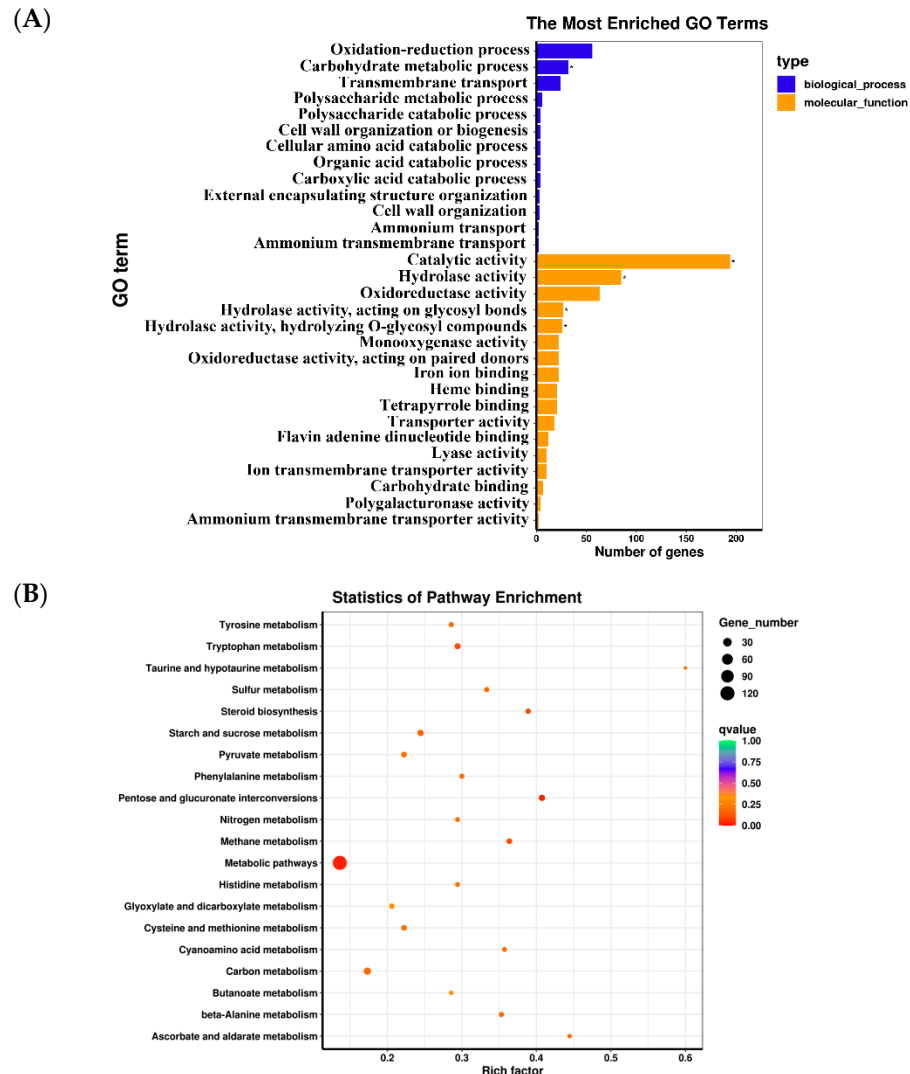 (A)
The Most Enriched GO Terms
GO term
Oxidation-reduction process
Carbohydrate metabolic process
*
Transmembrane transport
Polysaccharide metabolic process
Polysaccharide catabolic process
Cell wall organization or biogenesis
Cellular amino acid catabolic process
Organic acid catabolic process
Carboxylic acid catabolic process
External encapsulating structure organization
Cell wall organization
Ammonium transport
Ammonium transmembrane transport
Catalytic activity
*
Hydrolase activity
*
Oxidoreductase activity
Hydrolase activity, acting on glycosyl bonds
*
Hydrolase activity, hydrolyzing O-glycosyl compounds
*
Monooxygenase activity
Oxidoreductase activity, acting on paired donors
Iron ion binding
Heme binding
Tetrapyrrole binding
Transporter activity
Flavin adenine dinucleotide binding
Lyase activity
Ion transmembrane transporter activity
Carbohydrate binding
Polygalacturonase activity
Ammonium transmembrane transporter activity
0 50 100 150 200
Number of genes
type
biological_process
molecular_function
(B)
Statistics of Pathway Enrichment
Tyrosine metabolism
Tryptophan metabolism
Taurine and hypotaurine metabolism
Sulfur metabolism
Steroid biosynthesis
Starch and sucrose metabolism
Pyruvate metabolism
Phenylalanine metabolism
Pentose and glucuronate interconversions
Nitrogen metabolism
Methane metabolism
Metabolic pathways
Histidine metabolism
Glyoxylate and dicarboxylate metabolism
Cysteine and methionine metabolism
Cyanoamino acid metabolism
Carbon metabolism
Butanoate metabolism
beta-Alanine metabolism
Ascorbate and aldarate metabolism
0.2 0.3 0.4 0.5 0.6
Rich factor
Gene_number
30
60
90
120
qvalue
1.00
0.75
0.50
0.25
0.00